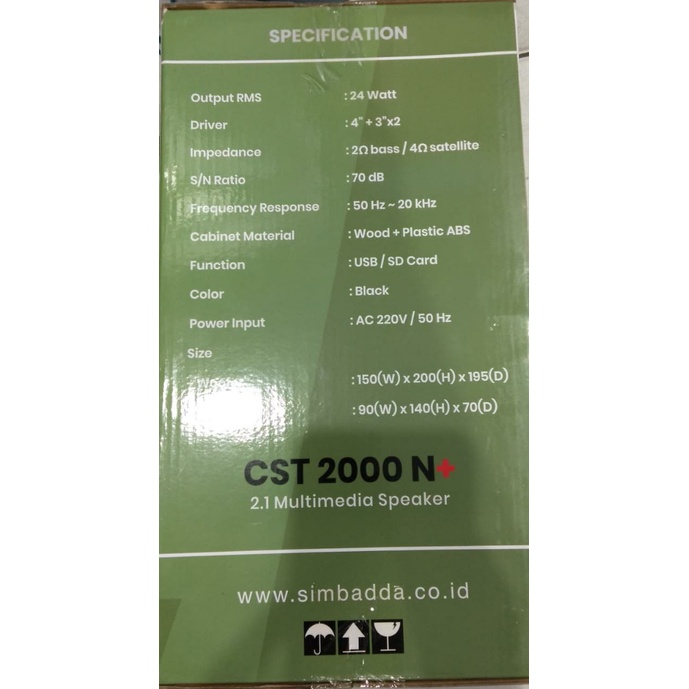 SPECIFICATION
Output RMS : 24 Watt
Driver : 4" + 3"x2
Impedance : 2Ω bass / 4Ω satellite
S/N Ratio : 70 dB
Frequency Response : 50 Hz ~ 20 kHz
Cabinet Material : Wood + Plastic ABS
Function : USB / SD Card
Color : Black
Power Input : AC 220V / 50 Hz
Size
: 150(W) x 200(H) x 195(D)
: 90(W) x 140(H) x 70(D)
CST 2000 N+
2.1 Multimedia Speaker
www.simbadda.co.id